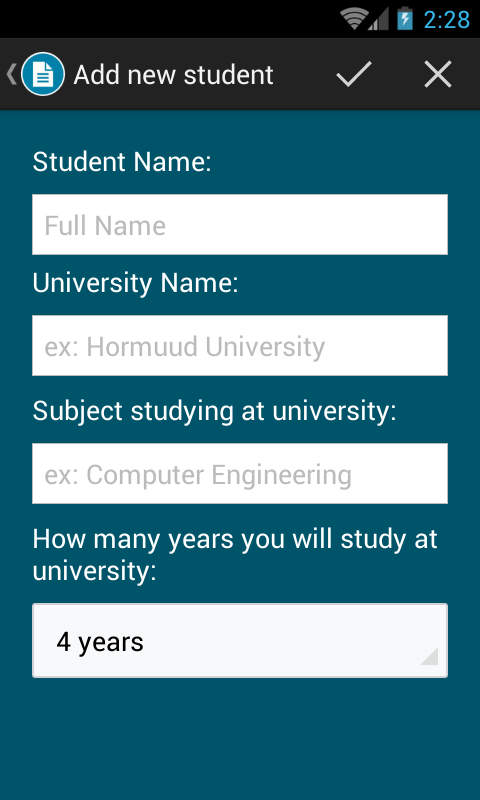 2:28
Add new student
Student Name:
Full Name
University Name:
ex: Hormuud University
Subject studying at university:
ex: Computer Engineering
How many years you will study at
university:
4 years